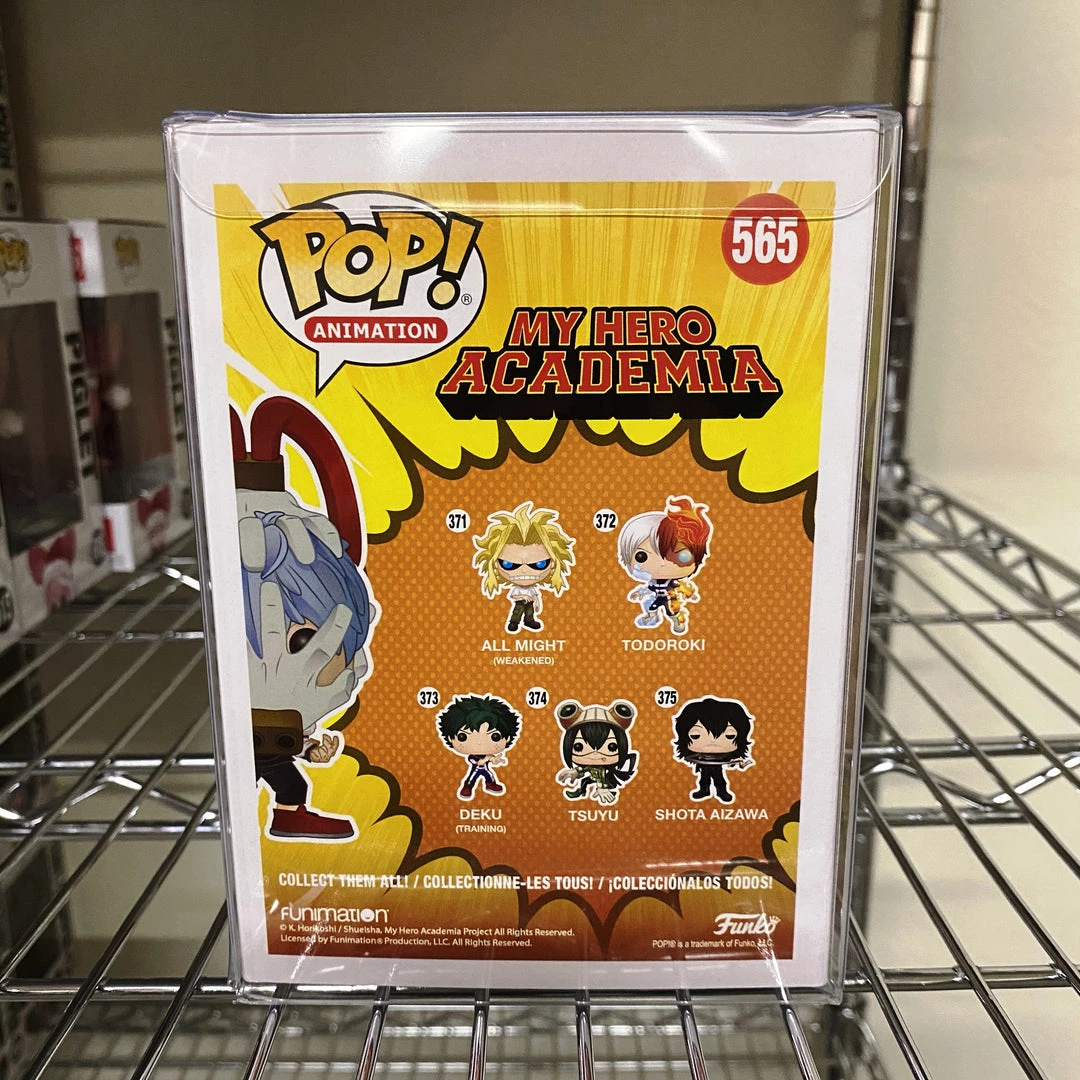 POP!®
ANIMATION
565
MY HERO
ACADEMIA
371
ALL MIGHT
(WEAKENED)
372
TODOROKI
373
DEKU
(TRAINING)
374
TSUYU
375
SHOTA AIZAWA
COLLECT THEM ALL! / COLLECTIONNE-LES TOUS! / ¡COLECCIÓNALOS TODOS!
FUNIMATION
© K. Horikoshi / Shueisha, My Hero Academia Project All Rights Reserved.
Licensed by Funimation® Production, LLC. All Rights Reserved.
Funko
POP!® is a trademark of Funko, LLC.
PIGLET